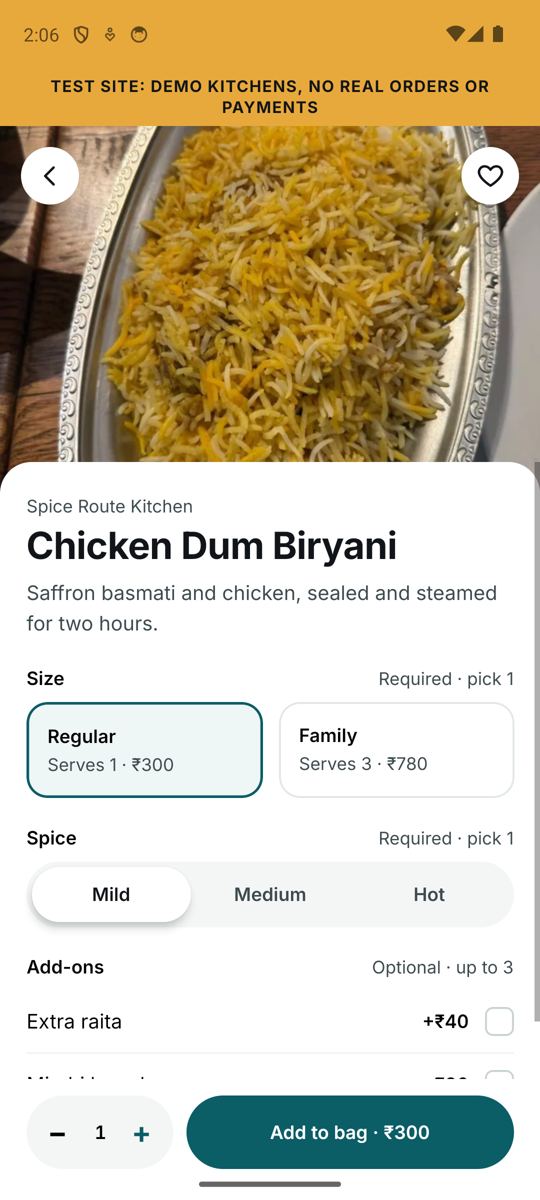 2:06
TEST SITE: DEMO KITCHENS, NO REAL ORDERS OR
PAYMENTS
Spice Route Kitchen
Chicken Dum Biryani
Saffron basmati and chicken, sealed and steamed
for two hours.
Size Required · pick 1
Regular Family
Serves 1 · ₹300 Serves 3 · ₹780
Spice Required · pick 1
Mild Medium Hot
Add-ons Optional · up to 3
Extra raita +₹40
− 1 + Add to bag · ₹300